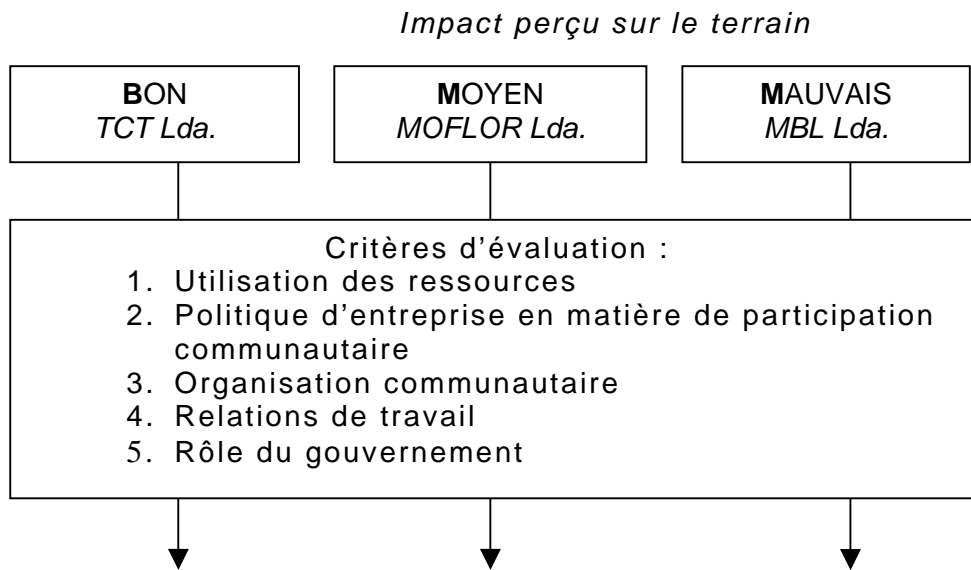 Impact perçu sur le terrain
BON
TCT Lda.
MOYEN
MOFLOR Lda.
MAUVAIS
MBL Lda.
Critères d'évaluation :
1. Utilisation des ressources
2. Politique d'entreprise en matière de participation
communautaire
3. Organisation communautaire
4. Relations de travail
5. Rôle du gouvernement